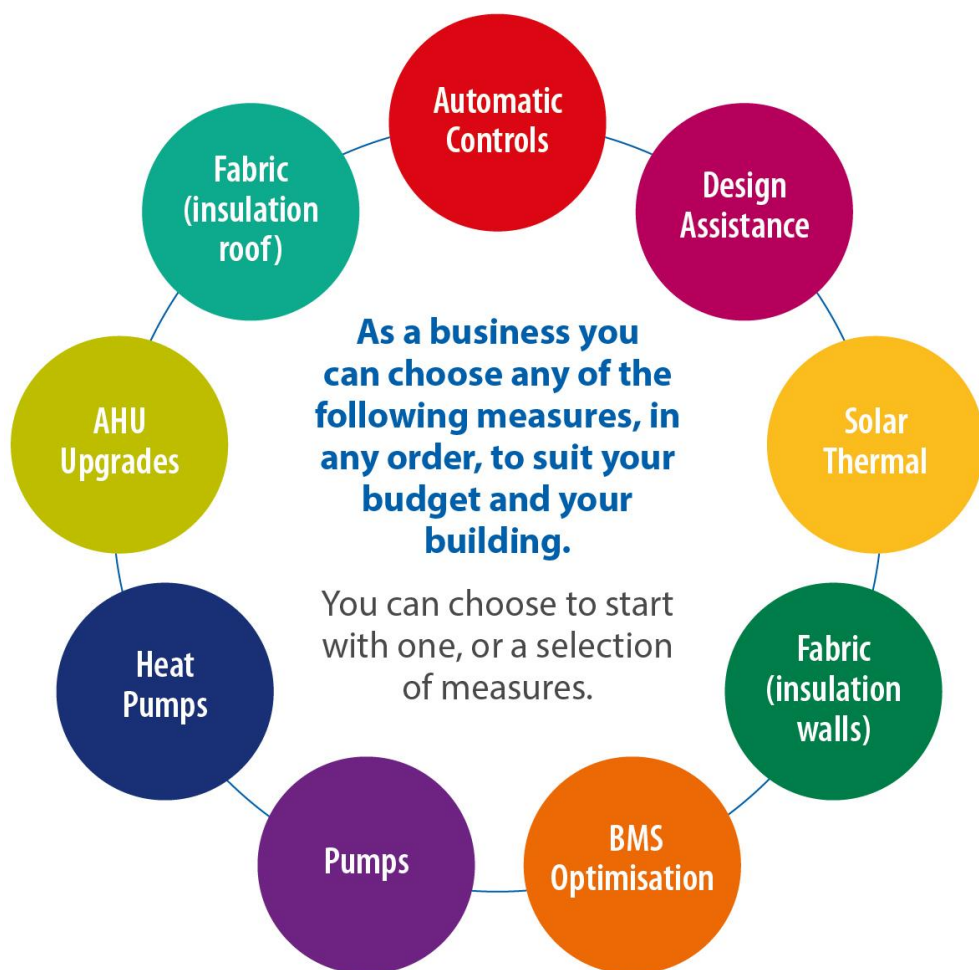 Automatic
Controls
Design
Assistance
Solar
Thermal
Fabric
(insulation
walls)
BMS
Optimisation
Pumps
Heat
Pumps
AHU
Upgrades
Fabric
(insulation
roof)
As a business you
can choose any of the
following measures, in
any order, to suit your
budget and your
building.
You can choose to start
with one, or a selection
of measures.